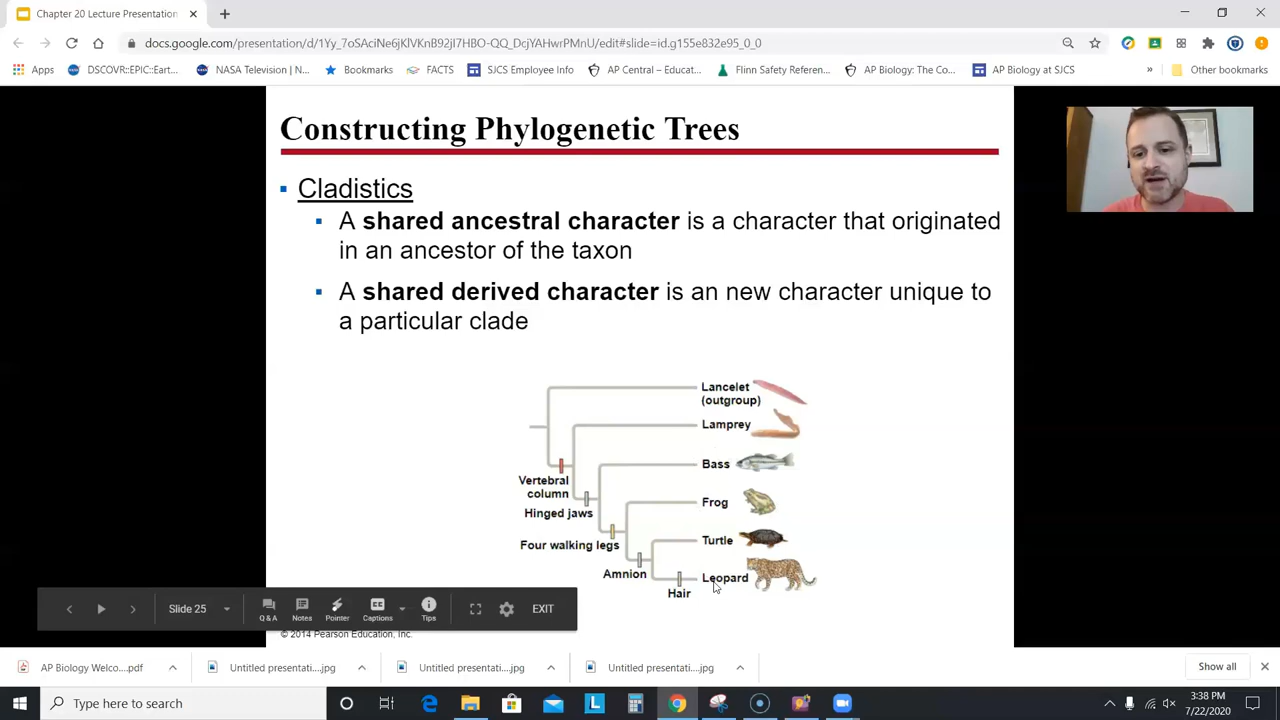 Chapter 20 Lecture Presentation
docs.google.com/presentation/d/1Yy_7oSAciNe6jKlVKnB92iI7HBO-QQ_DcjYAHwrPMnU/edit#slide=id.g155e832e95_0_0
Apps
DSCOVR::EPIC::Eart...
NASA Television | N...
Bookmarks
FACTS
SJCS Employee Info
AP Central – Educat...
Flinn Safety Referen...
AP Biology: The Co...
AP Biology at SJCS
»
Other bookmarks
Constructing Phylogenetic Trees
Cladistics
A shared ancestral character is a character that originated
in an ancestor of the taxon
A shared derived character is an new character unique to
a particular clade
Lancelet
(outgroup)
Lamprey
Bass
Vertebral
column
Hinged jaws
Frog
Four walking legs
Turtle
Amnion
Leopard
Hair
Slide 25
Q & A
Notes
Pointer
Captions
Tips
EXIT
© 2014 Pearson Education, Inc.
AP Biology Welco....pdf
Untitled presentati....jpg
Untitled presentati....jpg
Untitled presentati....jpg
Show all
Type here to search
3:38 PM
7/22/2020